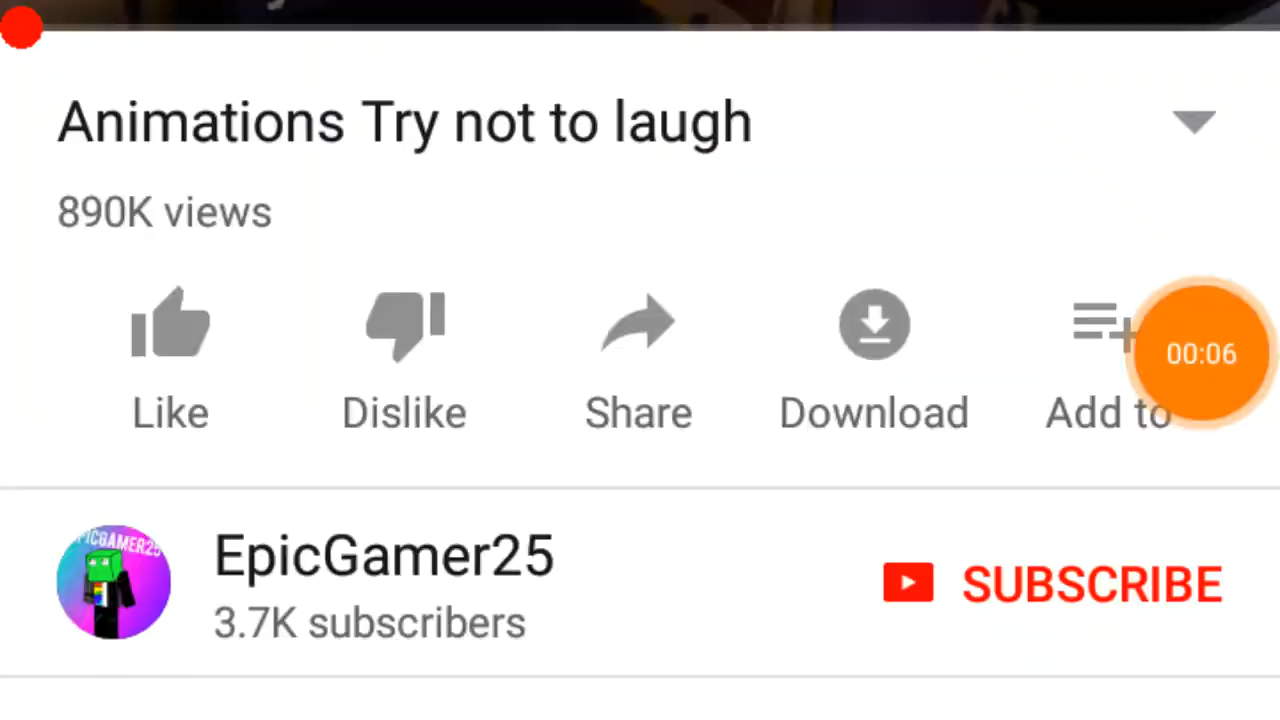 Animations Try not to laugh
890K views
Like Dislike Share Download Add to
00:06
EPICGAMER25
EpicGamer25
3.7K subscribers
SUBSCRIBE